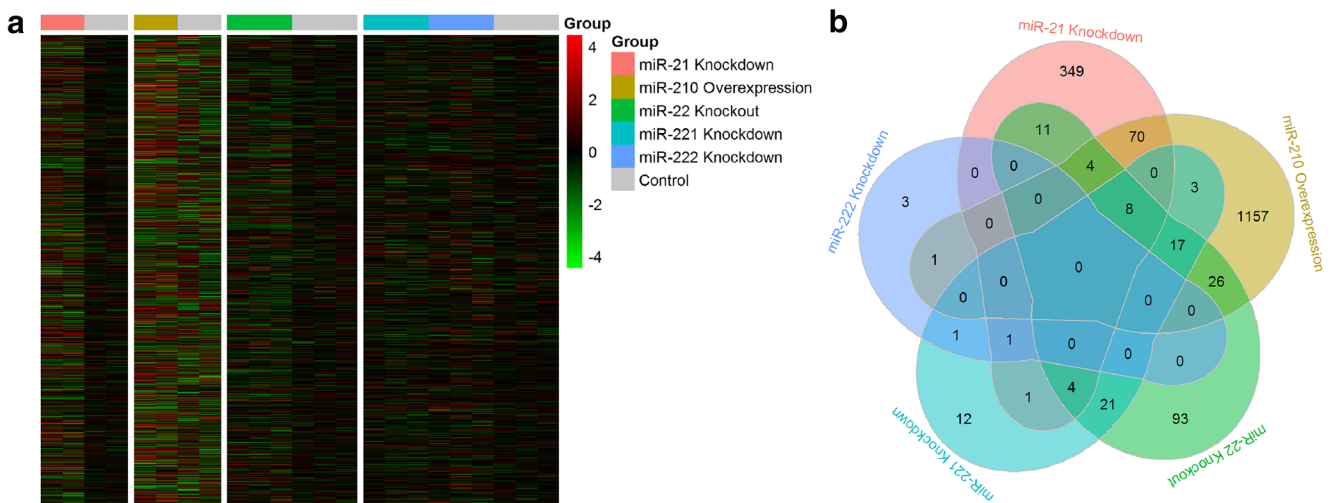 a
Group
4
2
0
-2
-4
Group
miR-21 Knockdown
miR-210 Overexpression
miR-22 Knockout
miR-221 Knockdown
miR-222 Knockdown
Control
b
miR-21 Knockdown
miR-210 Overexpression
miR-22 Knockout
miR-221 Knockdown
miR-222 Knockdown
349
11
70
0
0
4
0
3
3
0
8
1157
0
17
1
0
26
0
0
0
0
1
1
0
0
0
1
4
21
12
93